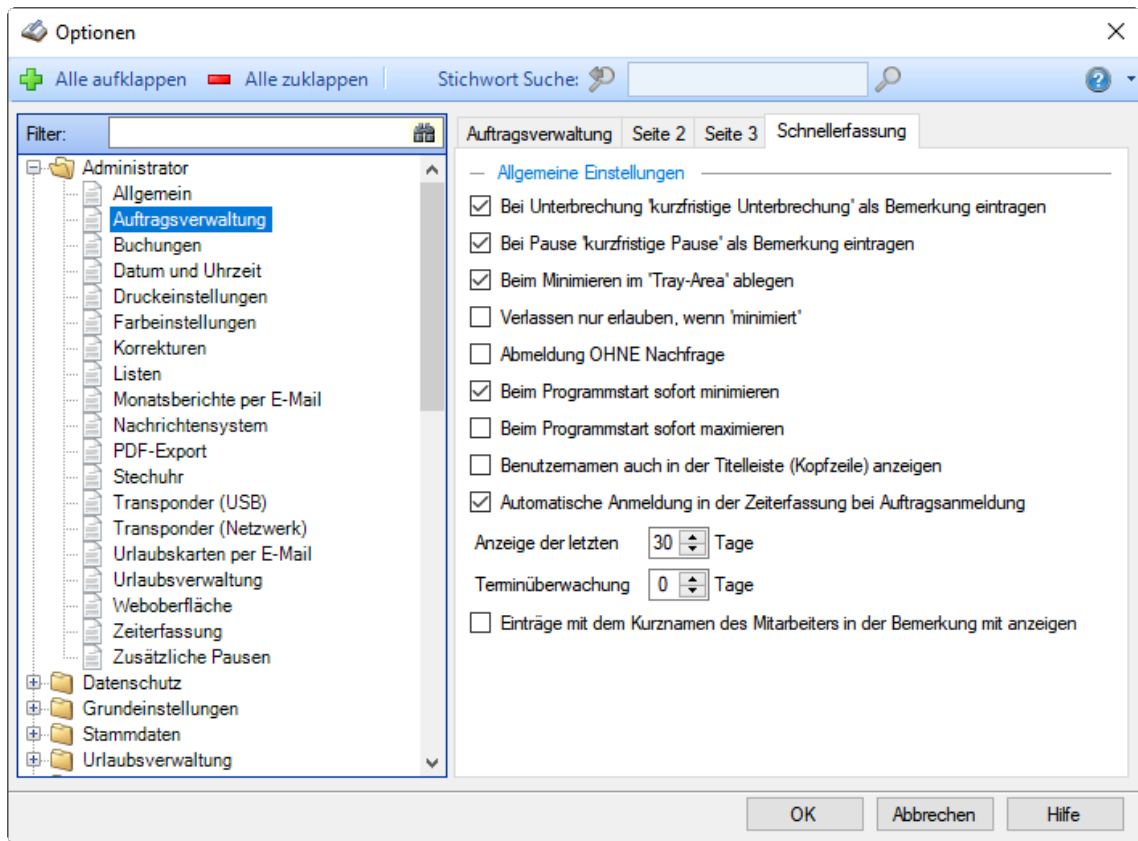 Optionen
Alle aufklappen Alle zuklappen Stichwort Suche:
Filter:
Administrator
Allgemein
Auftragsverwaltung
Buchungen
Datum und Uhrzeit
Druckeinstellungen
Farbeinstellungen
Korrekturen
Listen
Monatsberichte per E-Mail
Nachrichtensystem
PDF-Export
Stechuhr
Transponder (USB)
Transponder (Netzwerk)
Urlaubskarten per E-Mail
Urlaubsverwaltung
Weboberfläche
Zeiterfassung
Zusätzliche Pausen
Datenschutz
Grundeinstellungen
Stammdaten
Urlaubsverwaltung
Auftragsverwaltung Seite 2 Seite 3 Schnellerfassung
Allgemeine Einstellungen
Bei Unterbrechung 'kurzfristige Unterbrechung' als Bemerkung eintragen
Bei Pause 'kurzfristige Pause' als Bemerkung eintragen
Beim Minimieren im 'Tray-Area' ablegen
Verlassen nur erlauben, wenn 'minimiert'
Abmeldung OHNE Nachfrage
Beim Programmstart sofort minimieren
Beim Programmstart sofort maximieren
Benutzernamen auch in der Titelleiste (Kopfzeile) anzeigen
Automatische Anmeldung in der Zeiterfassung bei Auftragsanmeldung
Anzeige der letzten 30 Tage
Terminüberwachung 0 Tage
Einträge mit dem Kurznamen des Mitarbeiters in der Bemerkung mit anzeigen
OK Abbrechen Hilfe